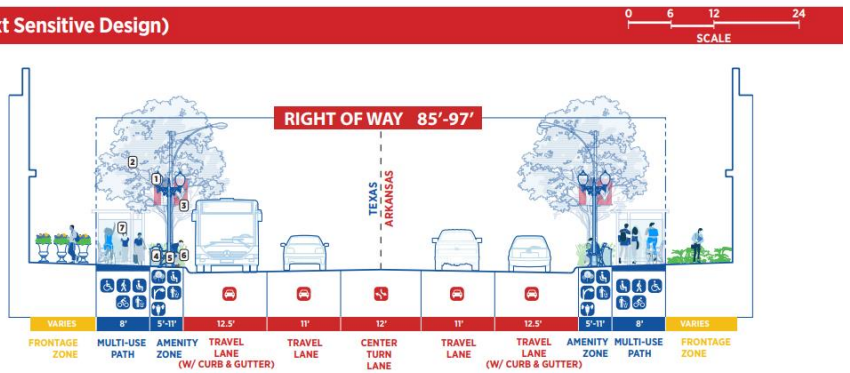 t Sensitive Design)
0 6 12 24
SCALE
RIGHT OF WAY 85'-97'
TEXAS
ARKANSAS
2
1
3
7
4 5 6
VARIES 8' 5'-11' 12.5' 11' 12' 11' 12.5' 5'-11' 8' VARIES
FRONTAGE ZONE
MULTI-USE PATH
AMENITY ZONE
TRAVEL LANE (W/ CURB & GUTTER)
TRAVEL LANE
CENTER TURN LANE
TRAVEL LANE
TRAVEL LANE (W/ CURB & GUTTER)
AMENITY ZONE
MULTI-USE PATH
FRONTAGE ZONE